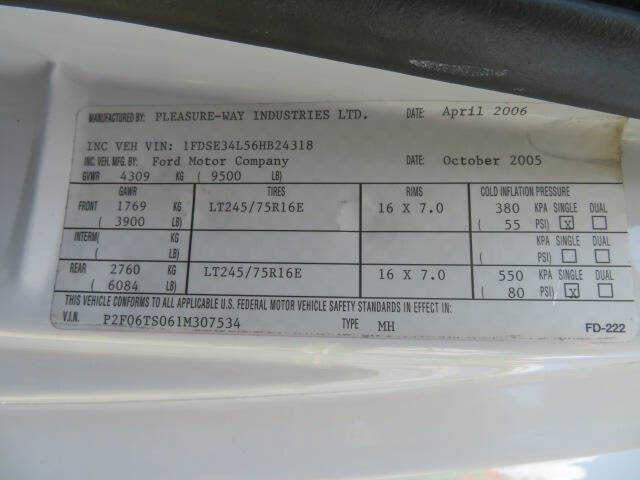 MANUFACTURED BY: PLEASURE-WAY INDUSTRIES LTD. DATE: April 2006
INC VEH VIN: 1FDSE34L56HB24318
INC. VEH. MFG. BY: Ford Motor Company DATE: October 2005
GVWR 4309 KG ( 9500 LB)
GAWR TIRES RIMS COLD INFLATION PRESSURE
FRONT 1769 KG LT245/75R16E 16 X 7.0 380 KPA SINGLE DUAL
( 3900 LB) ( 55 PSI) X
INTERM KG KPA SINGLE DUAL
( LB) ( PSI)
REAR 2760 KG LT245/75R16E 16 X 7.0 550 KPA SINGLE DUAL
( 6084 LB) ( 80 PSI) X
THIS VEHICLE CONFORMS TO ALL APPLICABLE U.S. FEDERAL MOTOR VEHICLE SAFETY STANDARDS IN EFFECT IN:
V.I.N. P2F06TS061M307534 TYPE MH FD-222